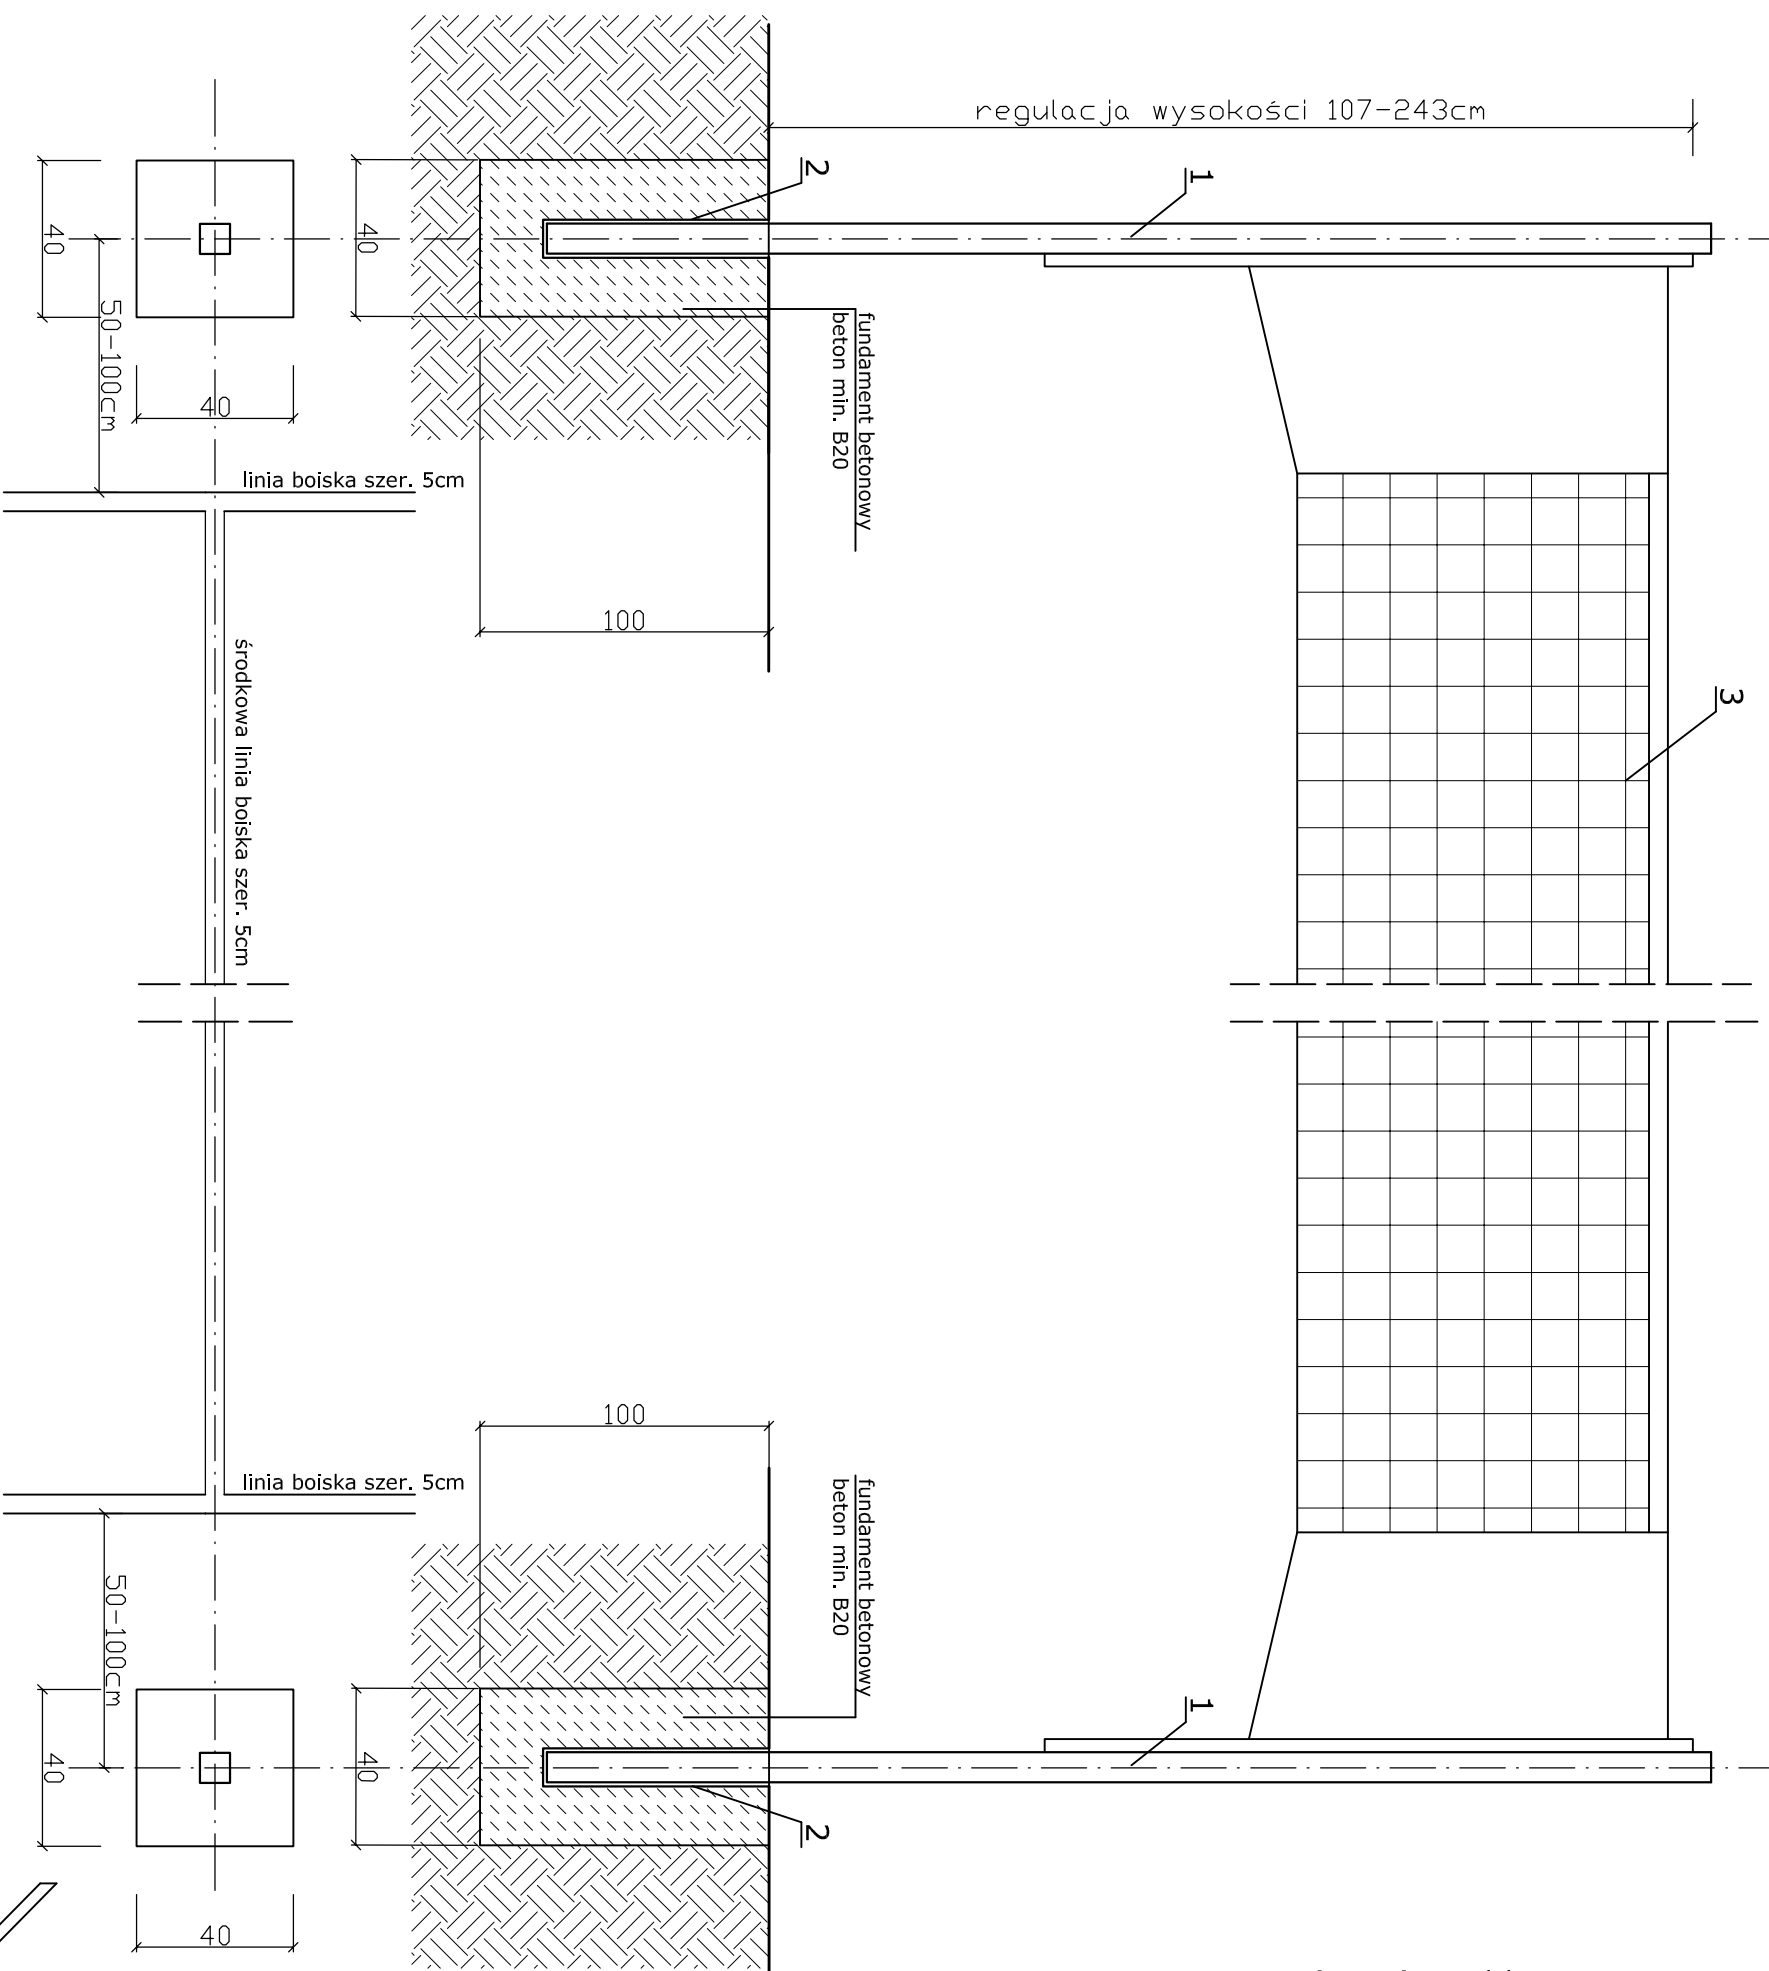 regulacja wysokości 107-243cm
1
2
3
fundament betonowy
beton min. B20
100
40
40
40
50-100cm
linia boiska szer. 5cm
środkowa linia boiska szer. 5cm
linia boiska szer. 5cm
100
fundament betonowy
beton min. B20
1
2
40
40
40
50-100cm